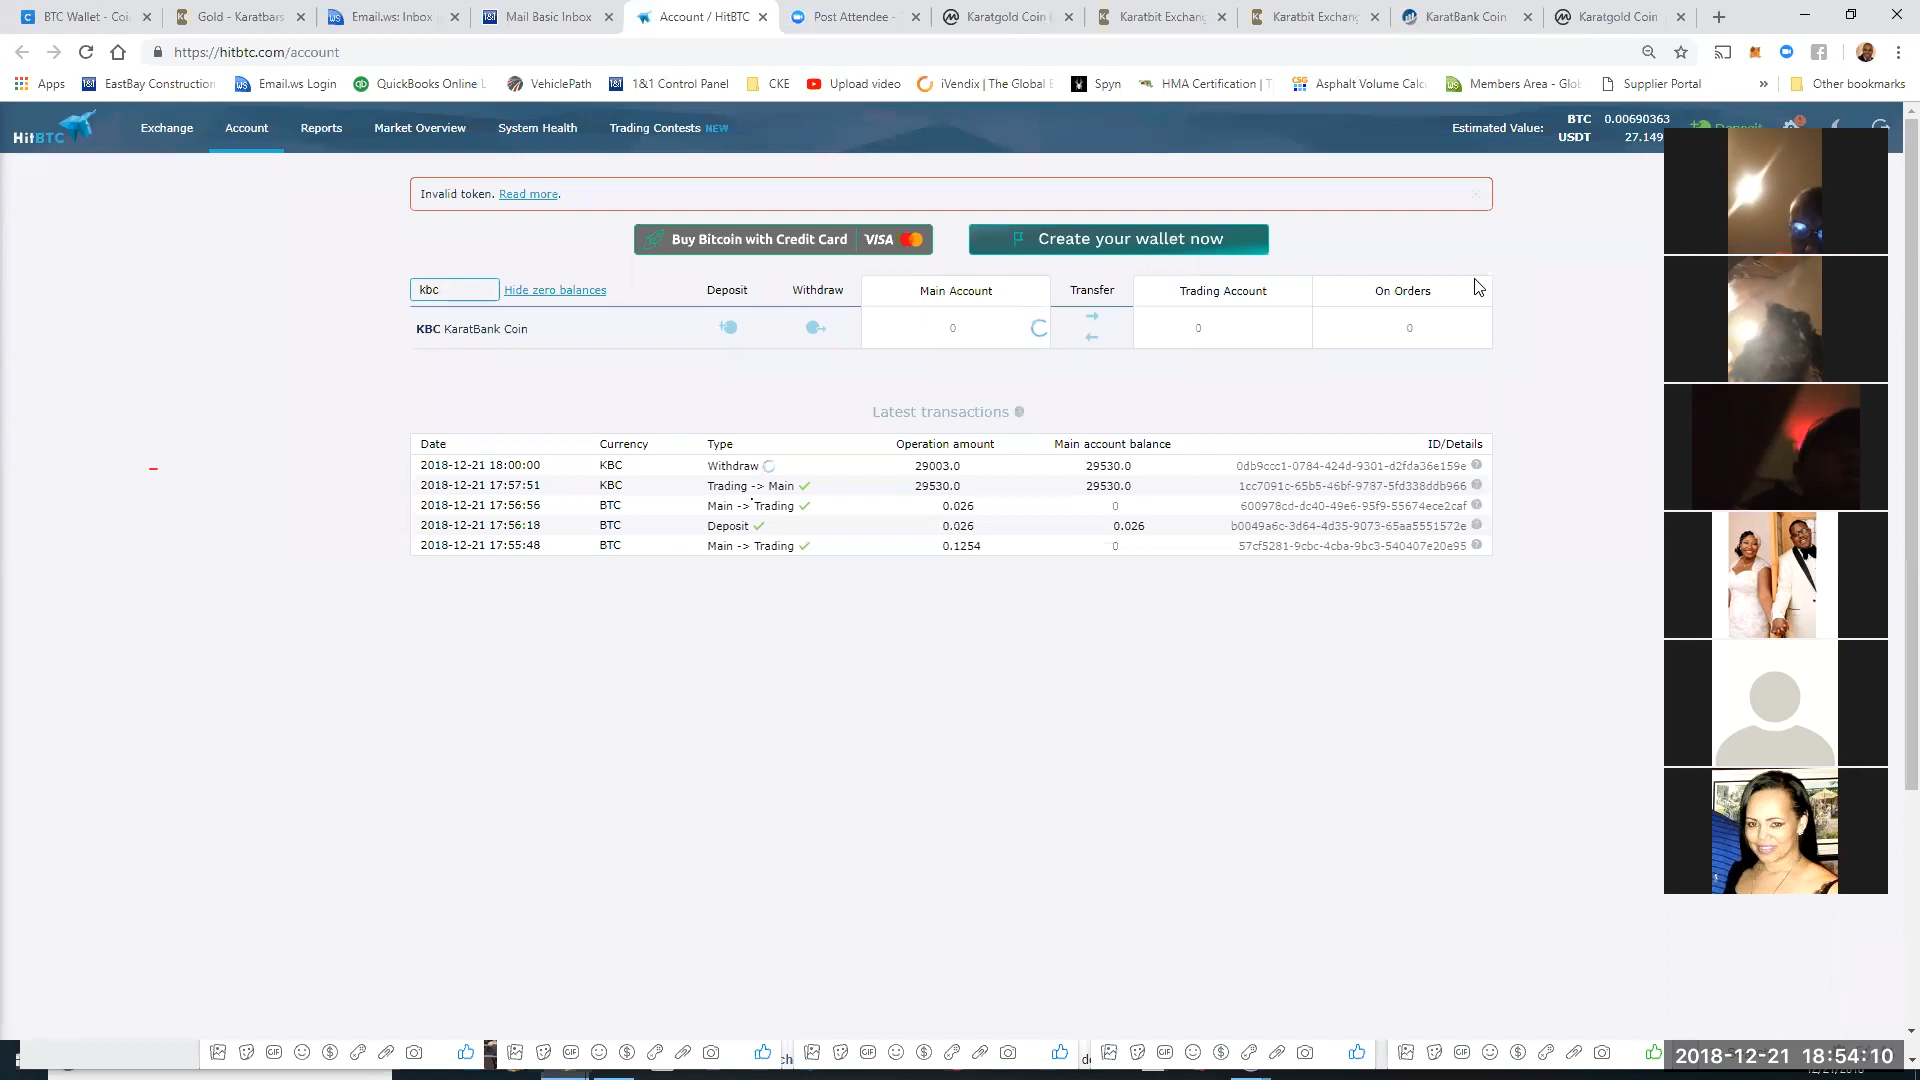 BTC Wallet - Coi
Gold - Karatbars
Email.ws: Inbox
Mail Basic Inbox
Account / HitBTC
Post Attendee -
Karatgold Coin
Karatbit Exchan
Karatbit Exchang
KaratBank Coin
Karatgold Coin
https://hitbtc.com/account
Apps
EastBay Construction
Email.ws Login
QuickBooks Online L
VehiclePath
1&1 Control Panel
CKE
Upload video
iVendix | The Global E
Spyn
HMA Certification | T
Asphalt Volume Calc
Members Area - Glo
Supplier Portal
»
Other bookmarks
HitBTC
Exchange
Account
Reports
Market Overview
System Health
Trading Contests NEW
Estimated Value:
BTC 0.00690363
USDT 27.149
Deposit
Invalid token. Read more.
Buy Bitcoin with Credit Card VISA
Create your wallet now
kbc Hide zero balances Deposit Withdraw Main Account Transfer Trading Account On Orders
KBC KaratBank Coin 0 0 0
Latest transactions
Date Currency Type Operation amount Main account balance ID/Details
2018-12-21 18:00:00 KBC Withdraw 29003.0 29530.0 0db9ccc1-0784-424d-9301-d2fda36e159e
2018-12-21 17:57:51 KBC Trading -> Main 29530.0 29530.0 1cc7091c-65b5-46bf-9787-5fd338ddb966
2018-12-21 17:56:56 BTC Main -> Trading 0.026 0 600978cd-dc40-49e6-95f9-55674ece2caf
2018-12-21 17:56:18 BTC Deposit 0.026 0.026 b0049a6c-3d64-4d35-9073-65aa5551572e
2018-12-21 17:55:48 BTC Main -> Trading 0.1254 0 57cf5281-9cbc-4cba-9bc3-540407e20e95
2018-12-21 18:54:10